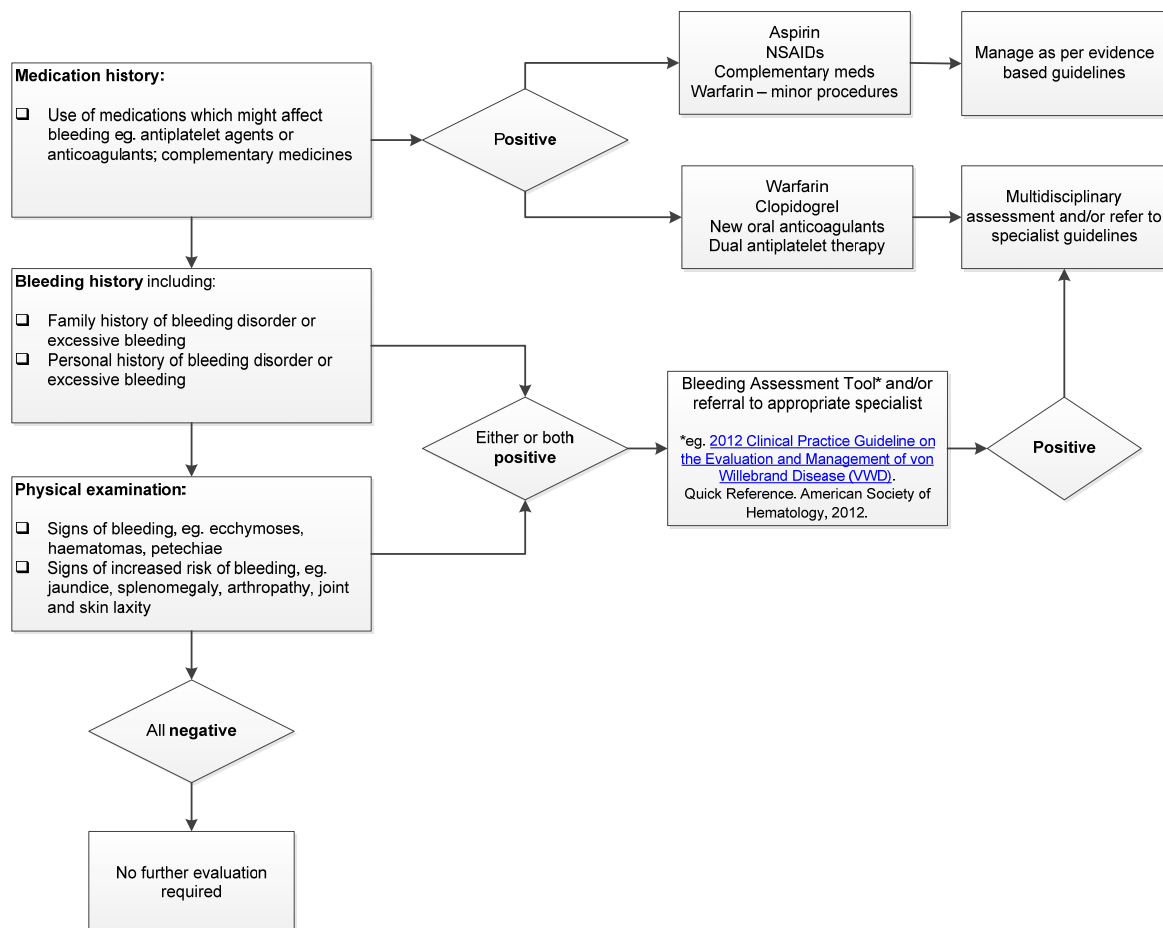 Medication history:
❑ Use of medications which might affect
bleeding eg. antiplatelet agents or
anticoagulants; complementary medicines
Positive
Aspirin
NSAIDs
Complementary meds
Warfarin – minor procedures
Manage as per evidence
based guidelines
Warfarin
Clopidogrel
New oral anticoagulants
Dual antiplatelet therapy
Multidisciplinary
assessment and/or refer to
specialist guidelines
Bleeding history including:
❑ Family history of bleeding disorder or
excessive bleeding
❑ Personal history of bleeding disorder or
excessive bleeding
Either or both
positive
Bleeding Assessment Tool* and/or
referral to appropriate specialist
*eg. 2012 Clinical Practice Guideline on
the Evaluation and Management of von
Willebrand Disease (VWD).
Quick Reference. American Society of
Hematology, 2012.
Positive
Physical examination:
❑ Signs of bleeding, eg. ecchymoses,
haematomas, petechiae
❑ Signs of increased risk of bleeding, eg.
jaundice, splenomegaly, arthropathy, joint
and skin laxity
All negative
No further evaluation
required